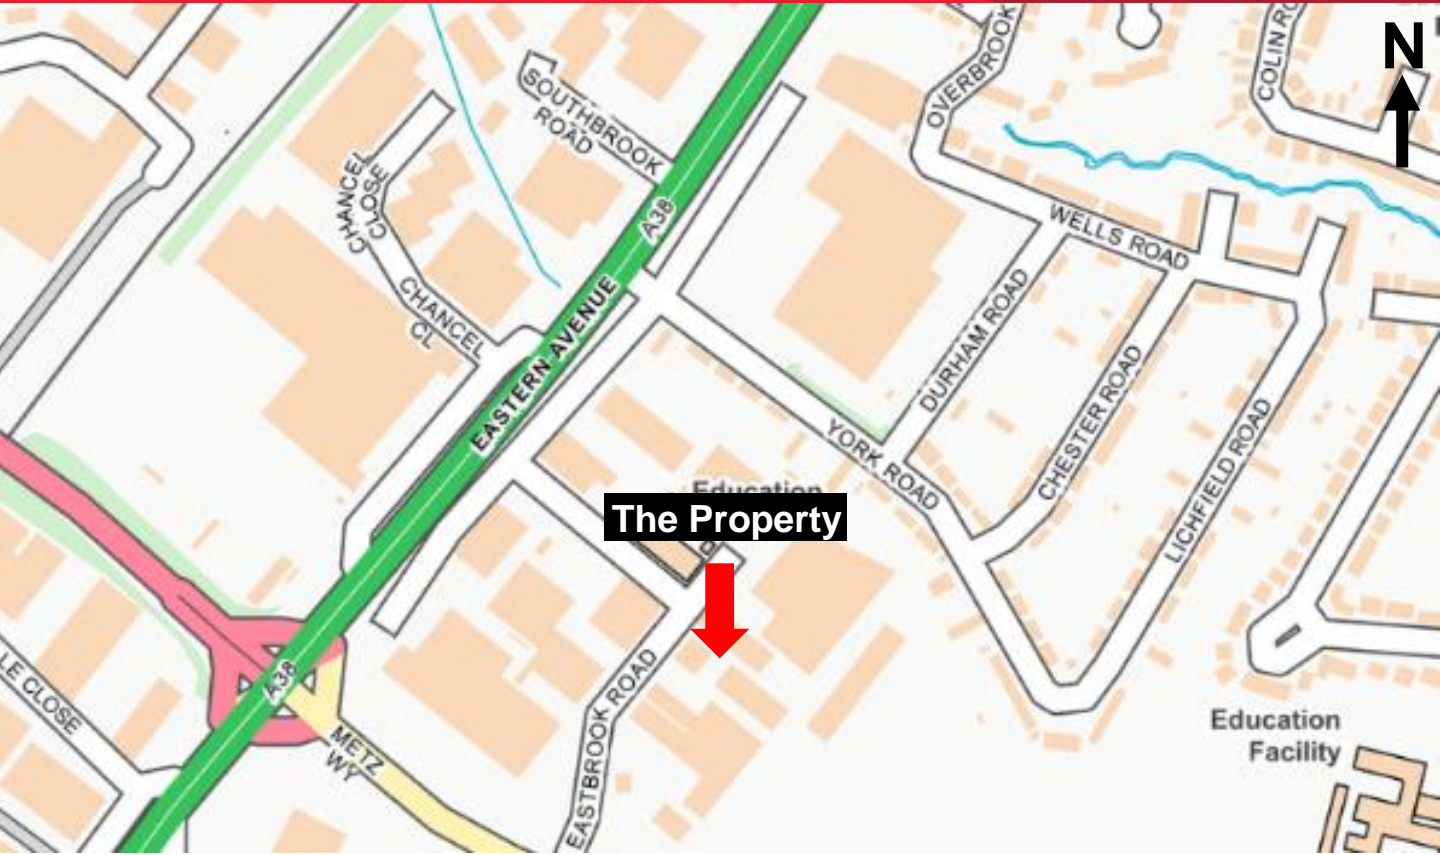 SOUTHBROOK
ROAD
OVERBROOK
COLIN RO
N
CHANCEL
CLOSE
A38
WELLS ROAD
CHANCEL
CL
EASTERN AVENUE
DURHAM ROAD
CHESTER ROAD
YORK ROAD
LICHFIELD ROAD
Education
The Property
A38
LE CLOSE
METZ
WY
EASTBROOK ROAD
Education
Facility